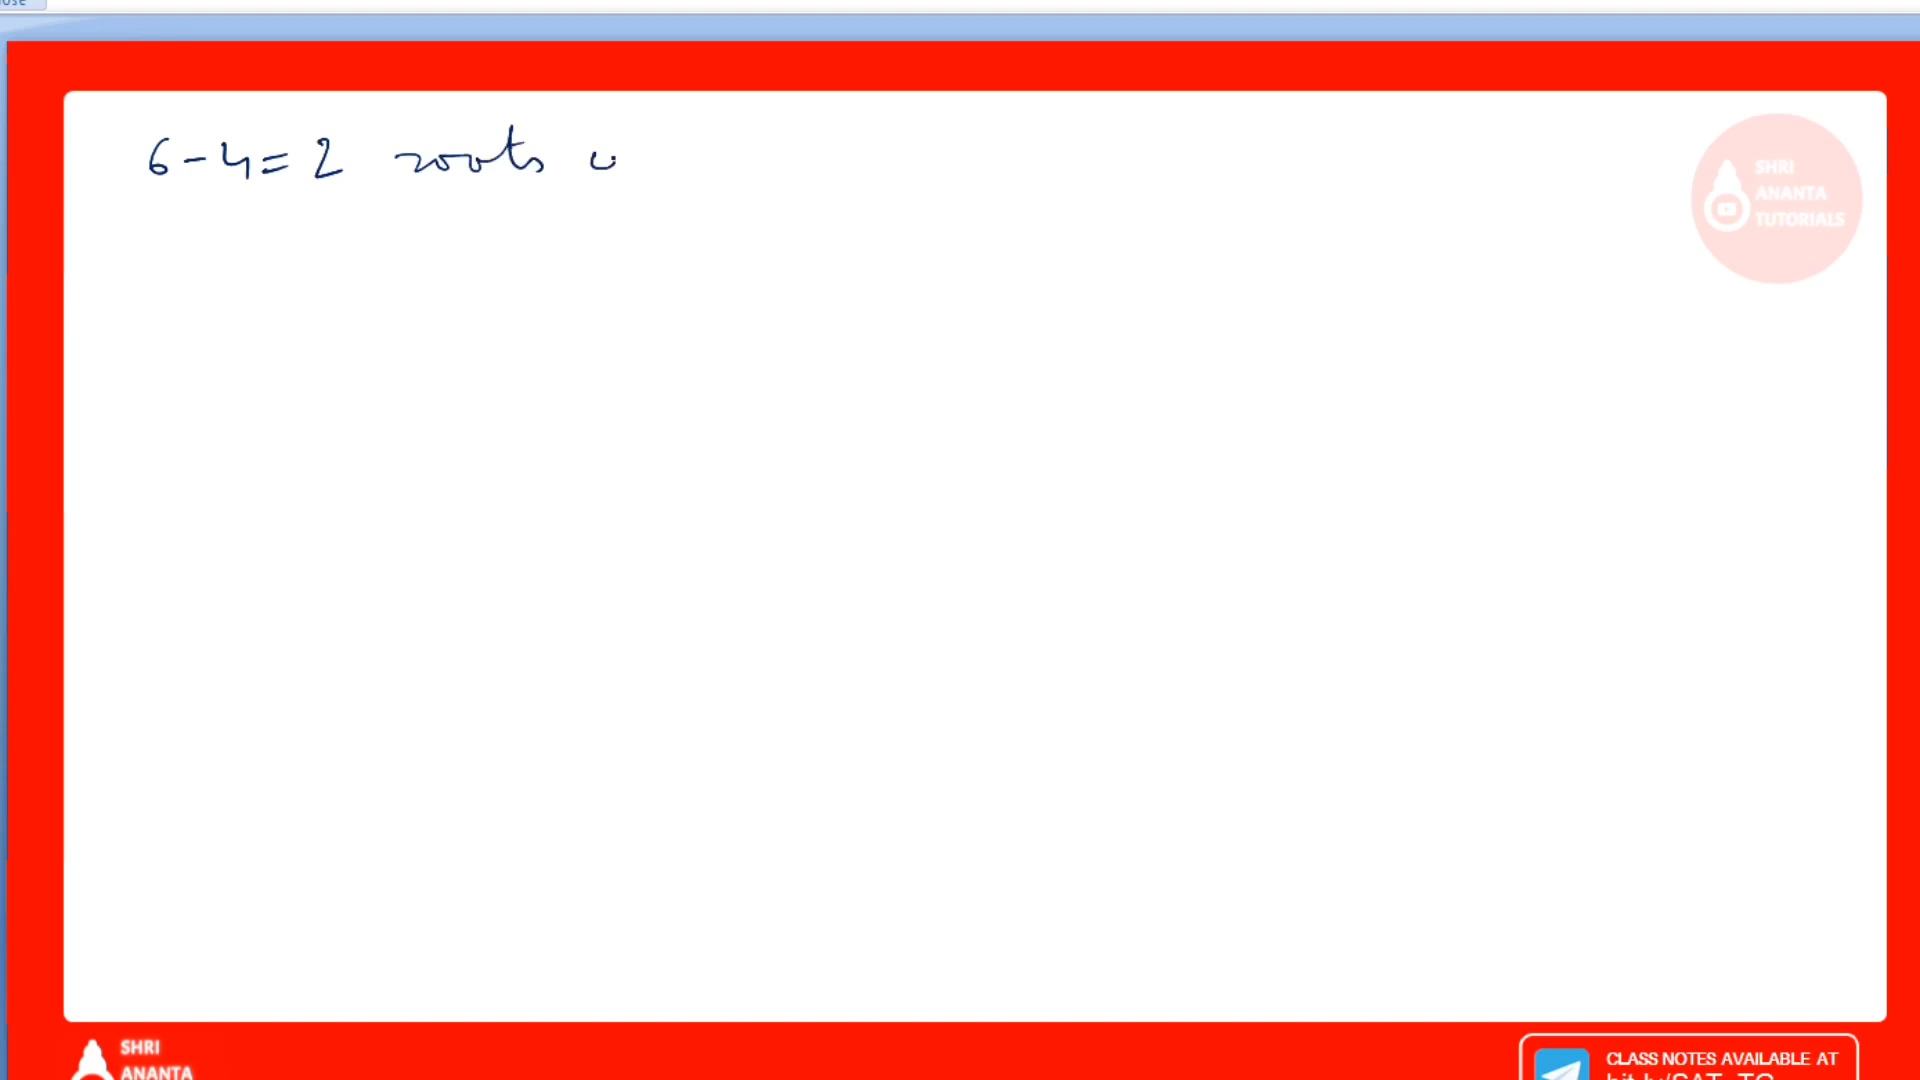 6-4=2 roots
SHRI
ANANTA
TUTORIALS
SHRI
ANANTA
CLASS NOTES AVAILABLE AT